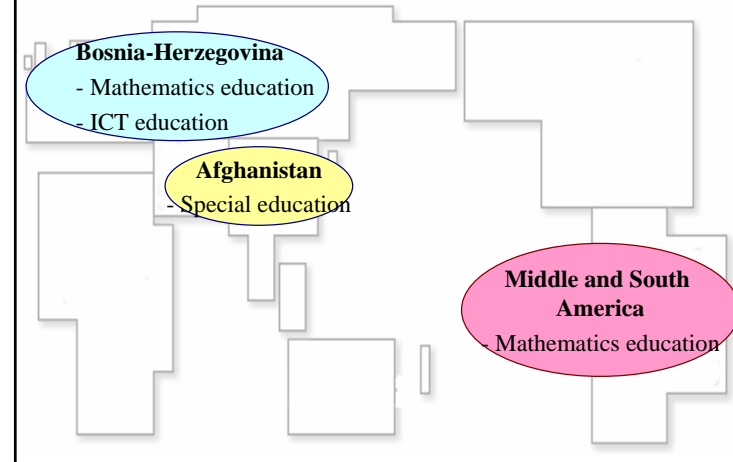 Bosnia-Herzegovina
- Mathematics education
- ICT education
Afghanistan
- Special education
Middle and South
America
- Mathematics education